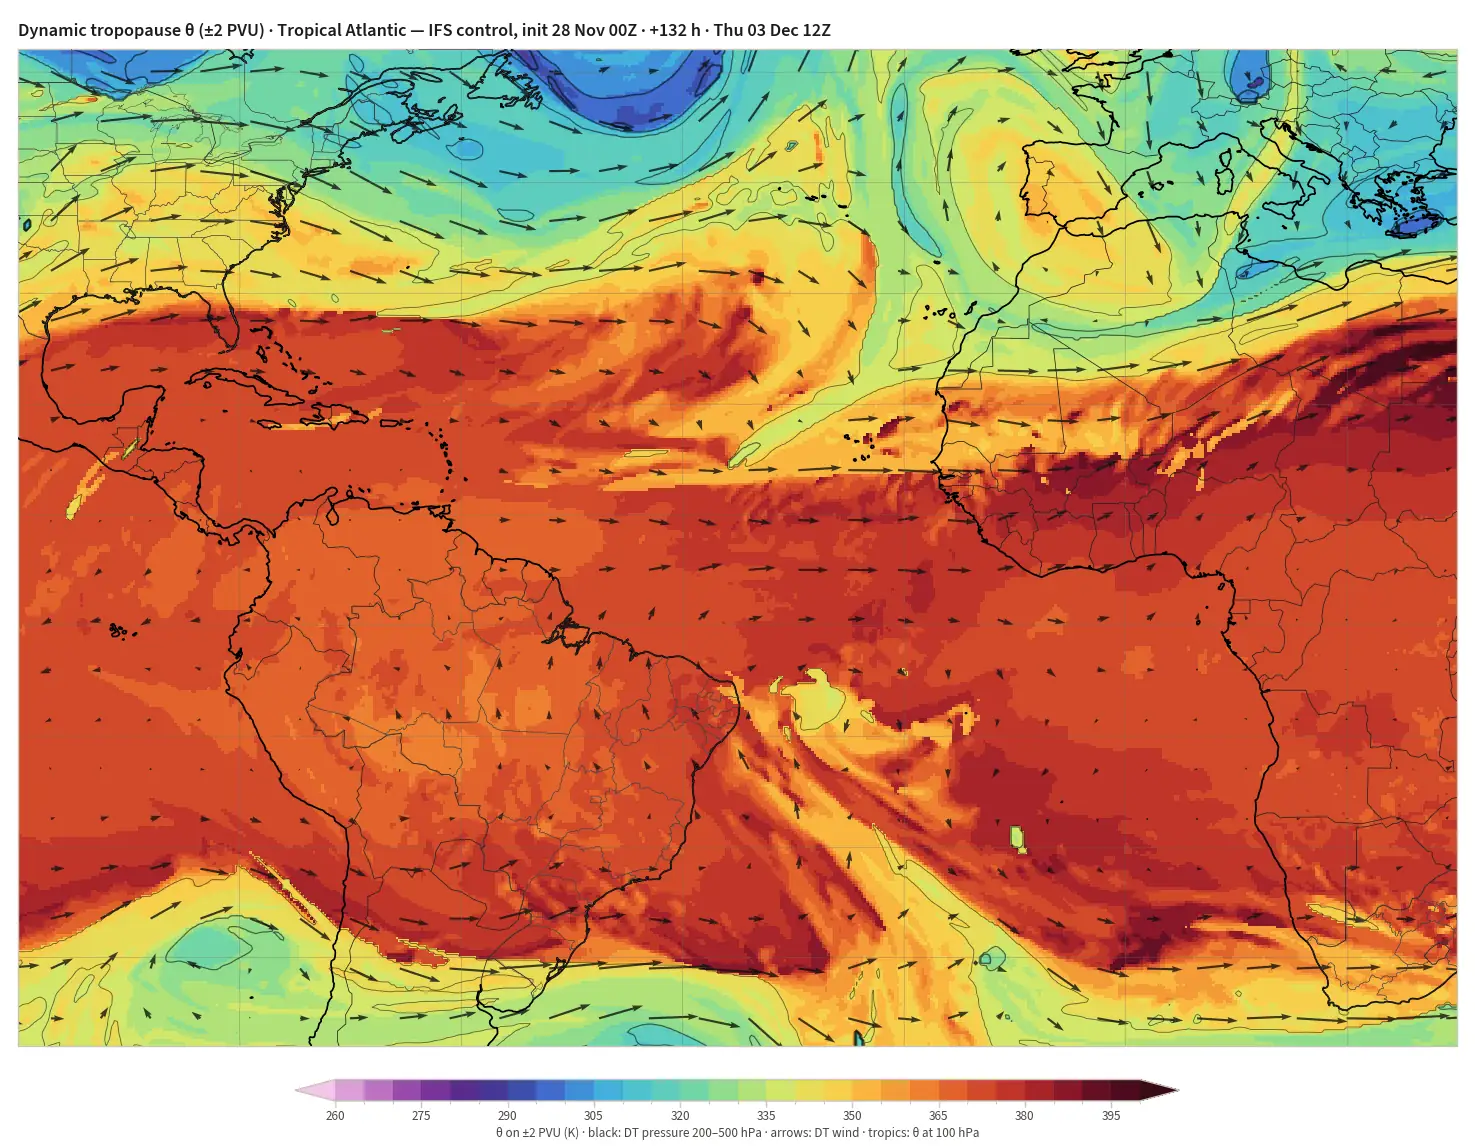 Dynamic tropopause θ (±2 PVU) · Tropical Atlantic — IFS control, init 28 Nov 00Z · +132 h · Thu 03 Dec 12Z
260 275 290 305 320 335 350 365 380 395
θ on ±2 PVU (K) · black: DT pressure 200–500 hPa · arrows: DT wind · tropics: θ at 100 hPa